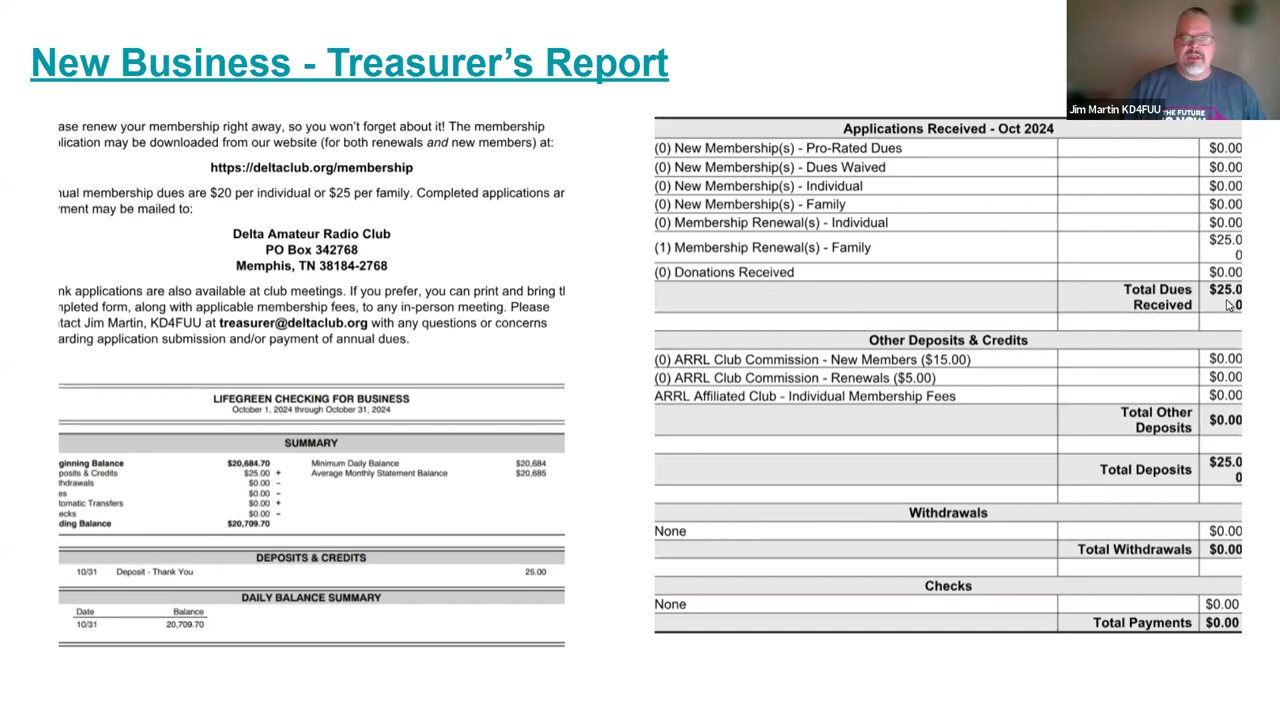 New Business - Treasurer's Report
Jim Martin KD4FUU
THE FUTURE
ase renew your membership right away, so you won't forget about it! The membership
lication may be downloaded from our website (for both renewals and new members) at:
https://deltaclub.org/membership
ual membership dues are $20 per individual or $25 per family. Completed applications ar
ment may be mailed to:
Delta Amateur Radio Club
PO Box 342768
Memphis, TN 38184-2768
nk applications are also available at club meetings. If you prefer, you can print and bring tl
npleted form, along with applicable membership fees, to any in-person meeting. Please
tact Jim Martin, KD4FUU at treasurer@deltaclub.org with any questions or concerns
arding application submission and/or payment of annual dues.
LIFEGREEN CHECKING FOR BUSINESS
October 1, 2024 through October 31, 2024
SUMMARY
ginning Balance $20,684.70 Minimum Daily Balance $20,684
posits & Credits $25.00 + Average Monthly Statement Balance $20,685
thdrawals $0.00 -
es $0.00 -
tomatic Transfers $0.00 +
ecks $0.00 -
ding Balance $20,709.70
DEPOSITS & CREDITS
10/31 Deposit - Thank You 25.00
DAILY BALANCE SUMMARY
Date Balance
10/31 20,709.70
Applications Received - Oct 2024
(0) New Membership(s) - Pro-Rated Dues $0.00
(0) New Membership(s) - Dues Waived $0.00
(0) New Membership(s) - Individual $0.00
(0) New Membership(s) - Family $0.00
(0) Membership Renewal(s) - Individual $0.00
(1) Membership Renewal(s) - Family $25.0
0
(0) Donations Received $0.00
Total Dues $25.0
Received 0
Other Deposits & Credits
(0) ARRL Club Commission - New Members ($15.00) $0.00
(0) ARRL Club Commission - Renewals ($5.00) $0.00
ARRL Affiliated Club - Individual Membership Fees $0.00
Total Other
Deposits $0.00
Total Deposits $25.0
0
Withdrawals
None $0.00
Total Withdrawals $0.00
Checks
None $0.00
Total Payments $0.00